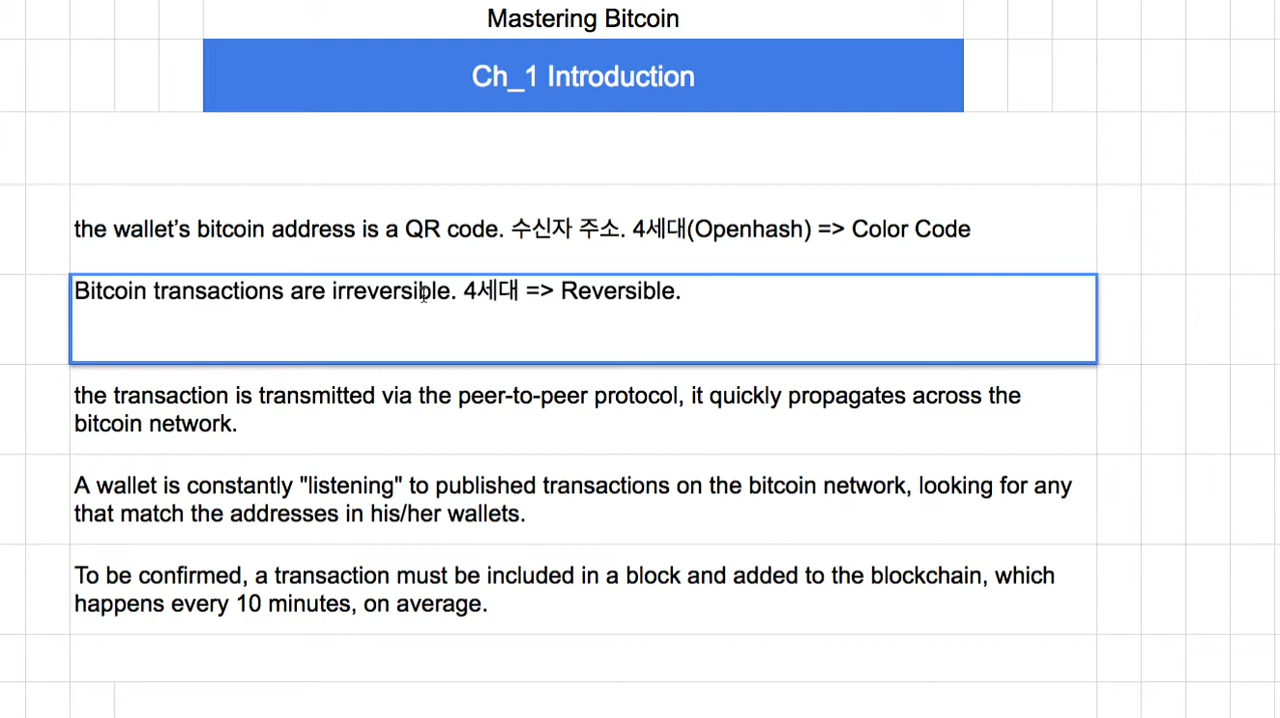 Mastering Bitcoin
Ch_1 Introduction
the wallet’s bitcoin address is a QR code. 수신자 주소. 4세대(Openhash) => Color Code
Bitcoin transactions are irreversible. 4세대 => Reversible.
the transaction is transmitted via the peer-to-peer protocol, it quickly propagates across the
bitcoin network.
A wallet is constantly "listening" to published transactions on the bitcoin network, looking for any
that match the addresses in his/her wallets.
To be confirmed, a transaction must be included in a block and added to the blockchain, which
happens every 10 minutes, on average.